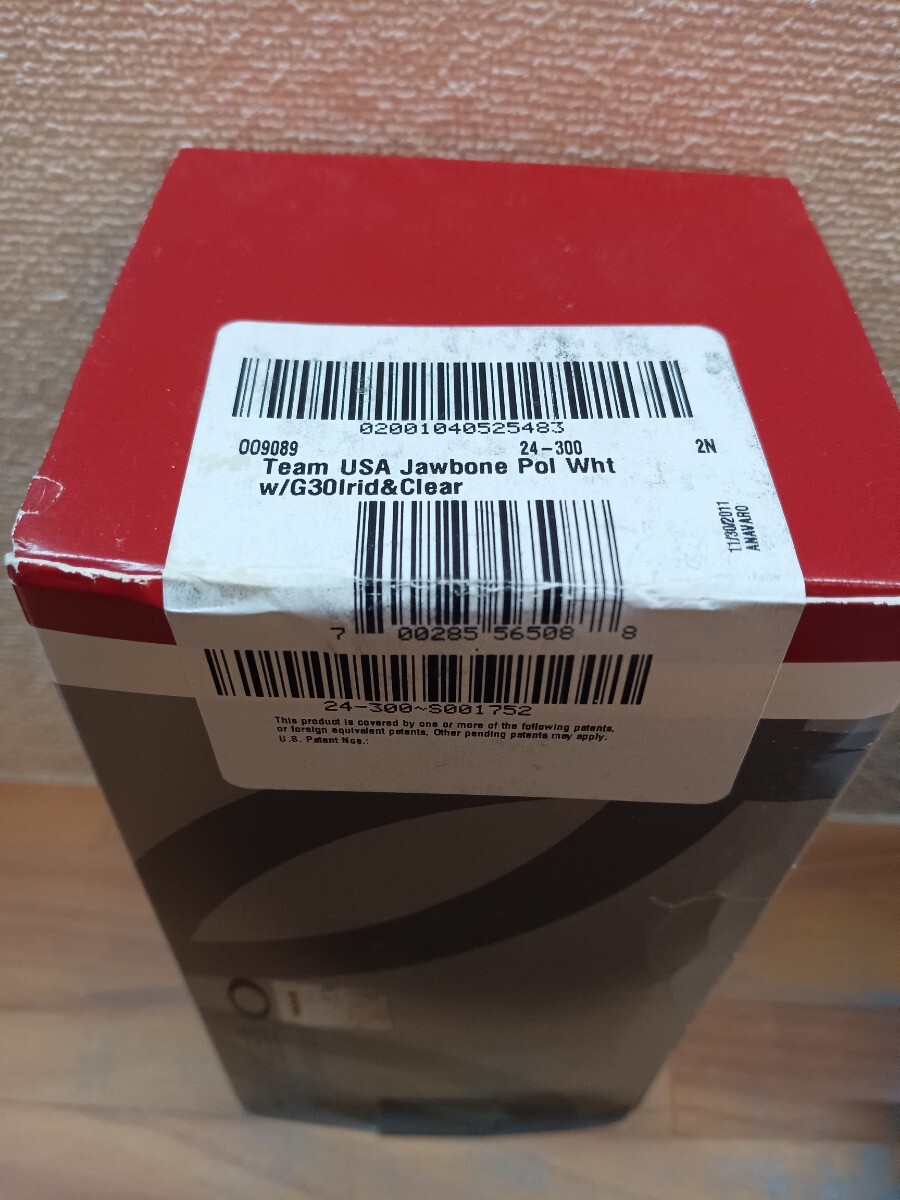 02001040525483
009089 24-300 2N
Team USA Jawbone Pol Wht
w/G30Irid&Clear
11/30/2011
AMAVARO
7 00285 56508 8
24-300~S001752
This product is covered by one or more of the following patents,
or foreign equivalent patents, Other pending patents may apply.
U.S. Patent Nos.: